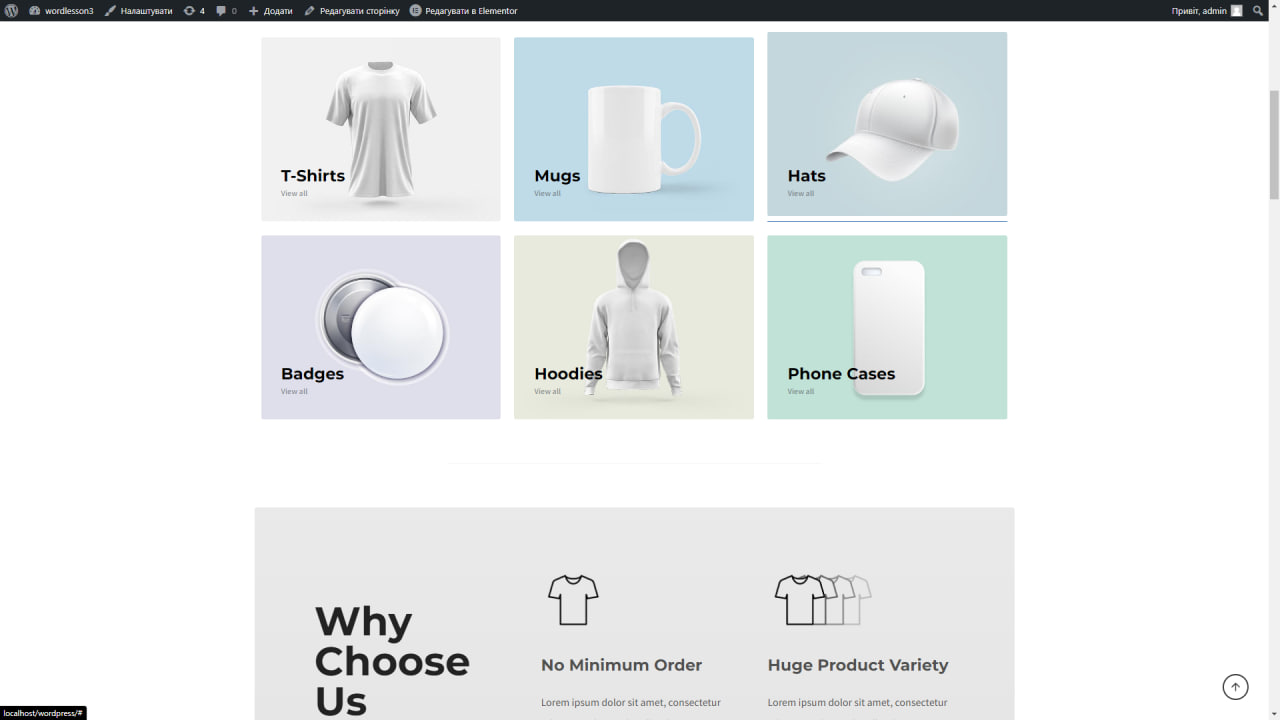 wordlesson3 Налаштувати 4 0 Додати Редагувати сторінку Редагувати в Elementor Привіт, admin
T-Shirts
View all
Mugs
View all
Hats
View all
Badges
View all
Hoodies
View all
Phone Cases
View all
Why
Choose
Us
No Minimum Order
Lorem ipsum dolor sit amet, consectetur
Huge Product Variety
Lorem ipsum dolor sit amet, consectetur
localhost/wordpress/#